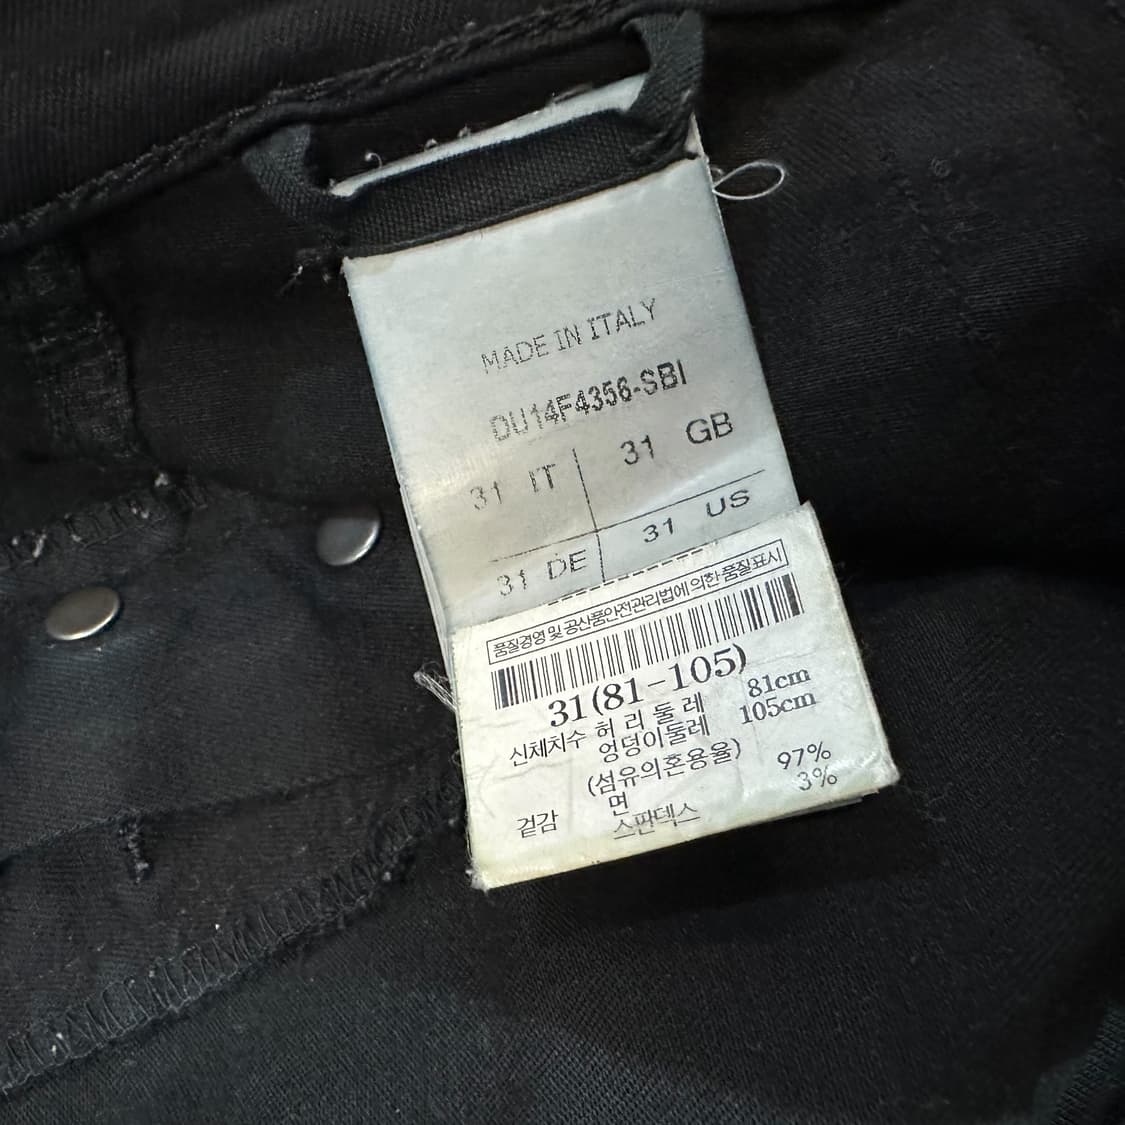 MADE IN ITALY
DU14F4356-SBI
31 IT 31 GB
31 DE 31 US
품질경영 및 공산품안전관리법에 의한 품질표시
31(81-105)
신체치수 허리둘레 81cm
엉덩이둘레 105cm
(섬유의혼용율)
겉감 면 97%
스판덱스 3%